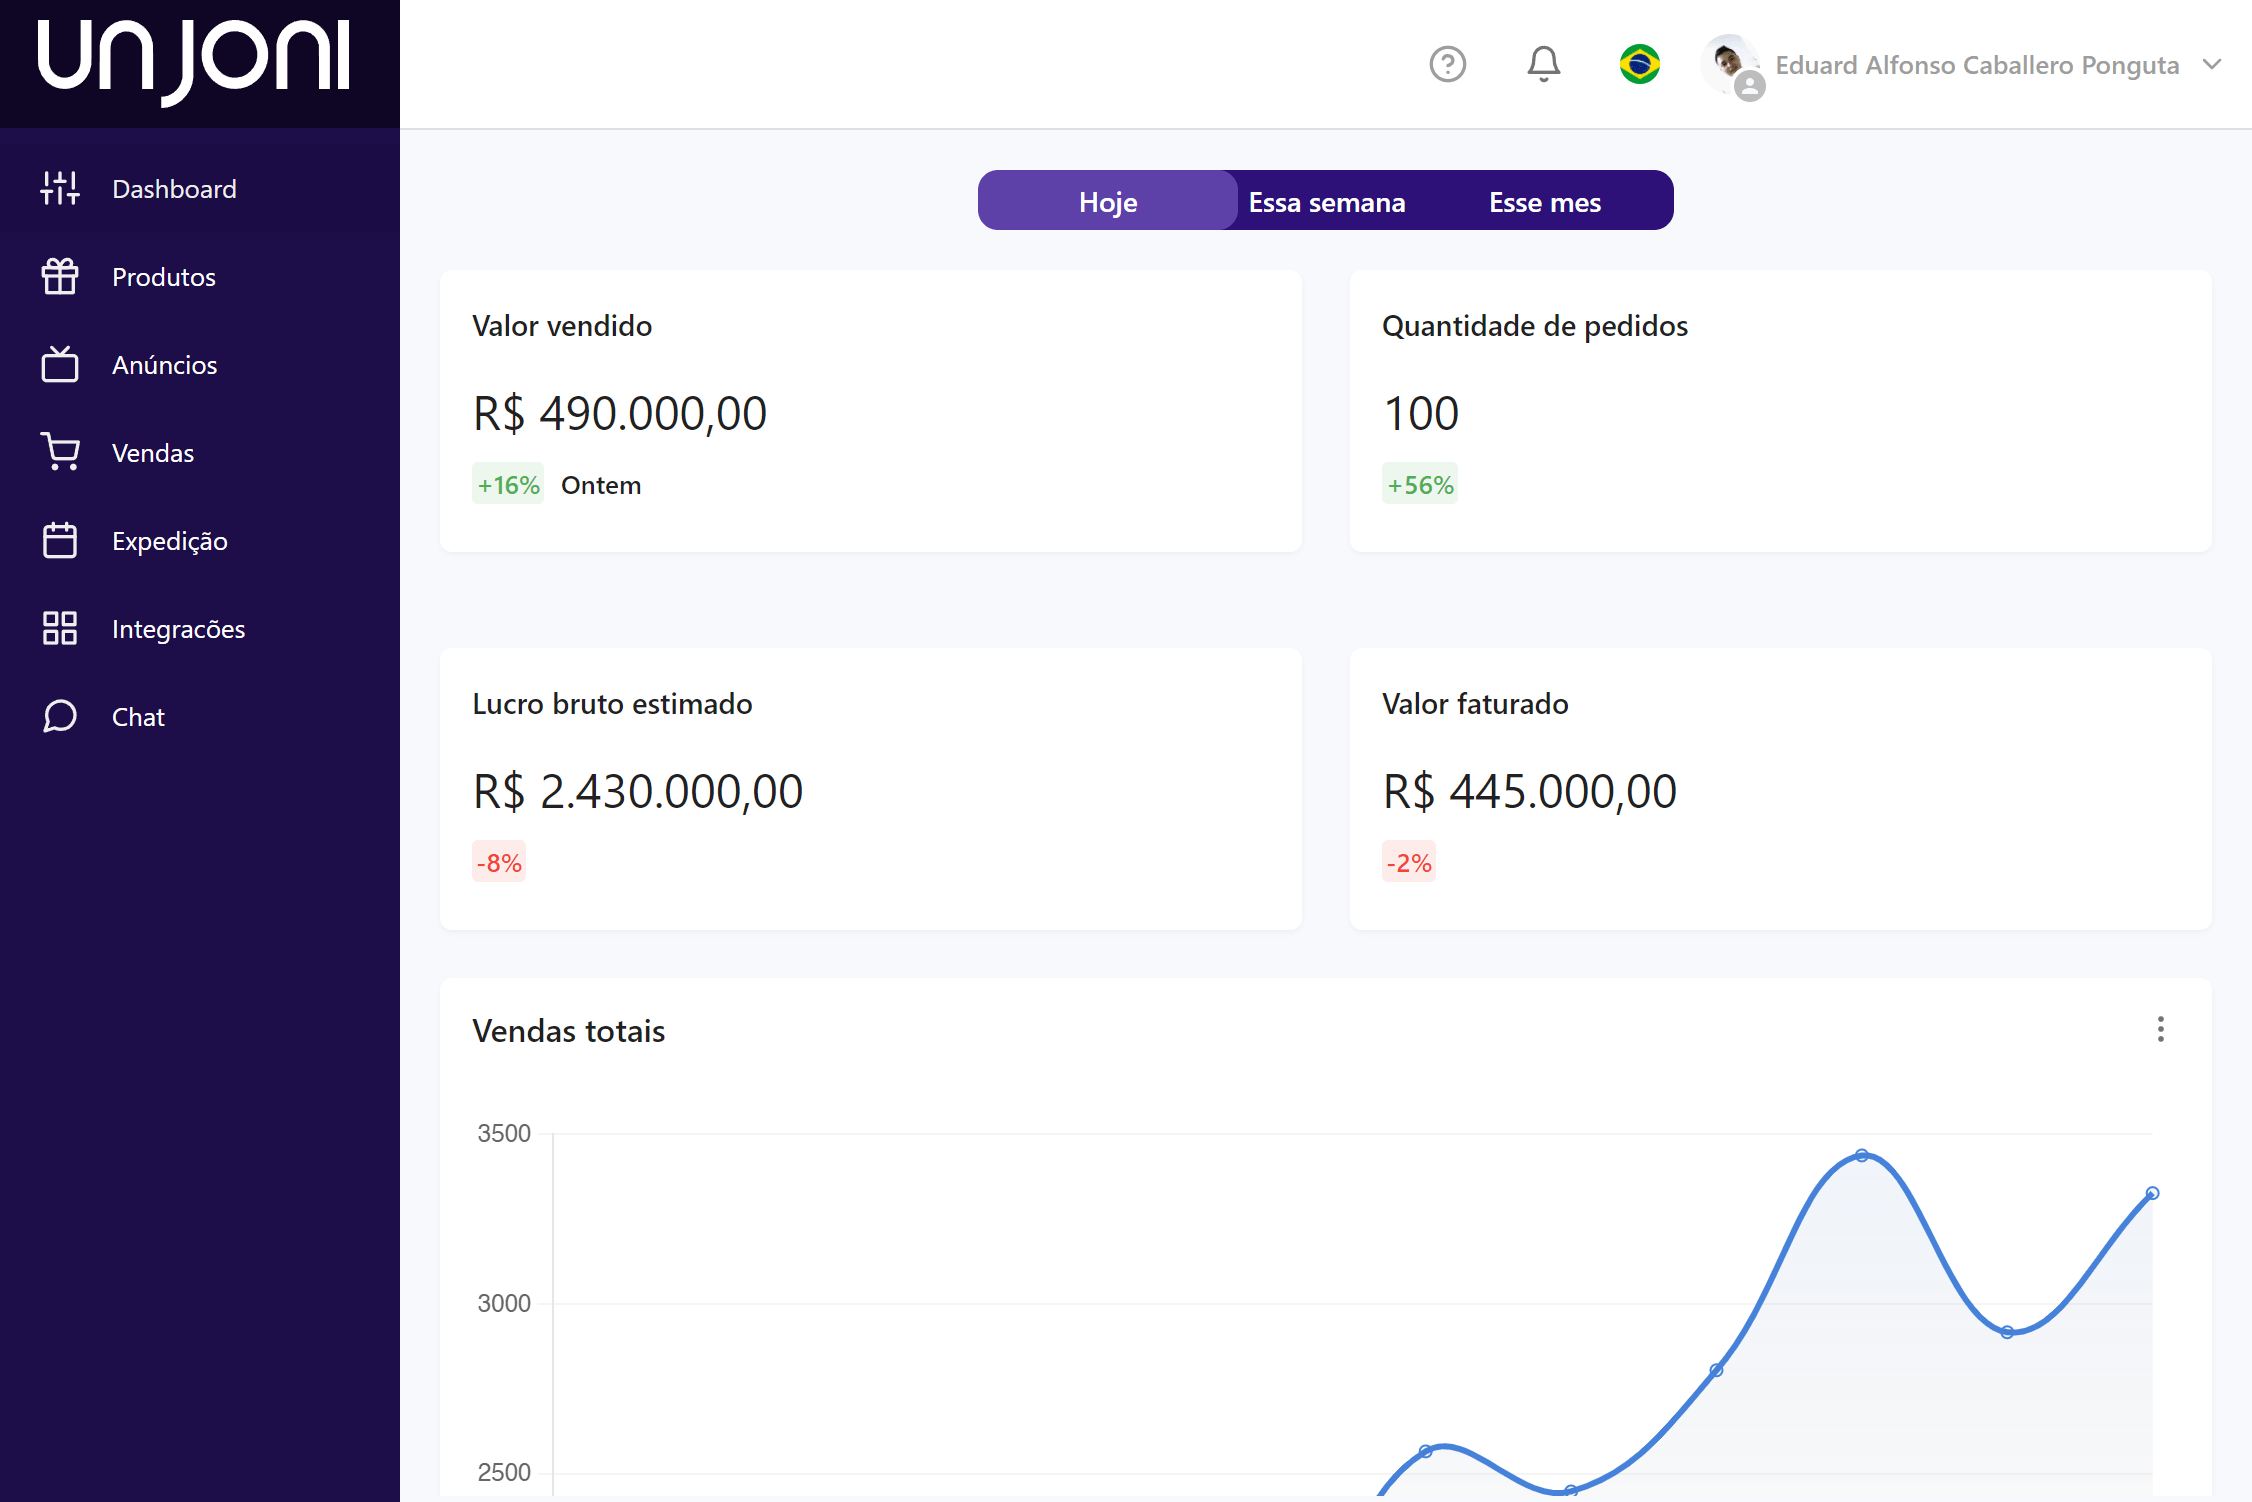 UNJONI
Eduard Alfonso Caballero Ponguta
Dashboard
Produtos
Anúncios
Vendas
Expedição
Integracões
Chat
Hoje
Essa semana
Esse mes
Valor vendido
R$ 490.000,00
+16% Ontem
Quantidade de pedidos
100
+56%
Lucro bruto estimado
R$ 2.430.000,00
-8%
Valor faturado
R$ 445.000,00
-2%
Vendas totais
3500
3000
2500